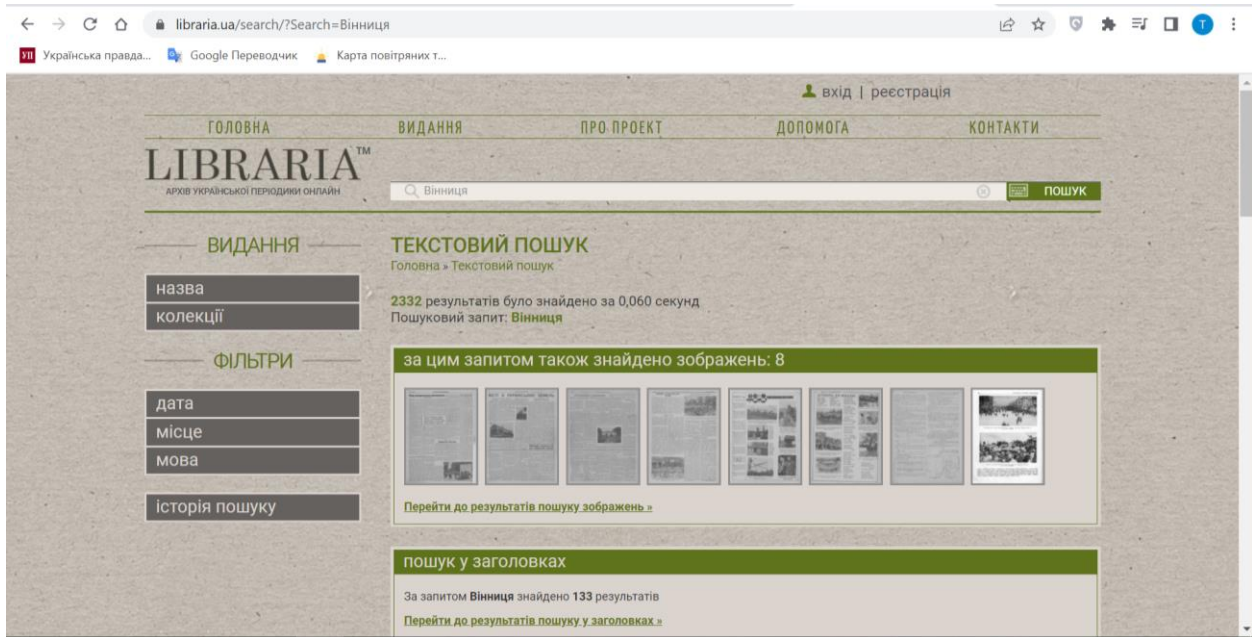 libraria.ua/search/?Search=Вінниця
T
УП Українська правда... Google Переводчик Карта повітряних т...
вхід | реєстрація
ГОЛОВНА ВИДАННЯ ПРО ПРОЕКТ ДОПОМОГА КОНТАКТИ
LIBRARIA™
АРХІВ УКРАЇНСЬКОЇ ПЕРІОДИКИ ОНЛАЙН
Вінниця ПОШУК
ВИДАННЯ
назва
колекції
ФІЛЬТРИ
дата
місце
мова
історія пошуку
ТЕКСТОВИЙ ПОШУК
Головна » Текстовий пошук
2332 результатів було знайдено за 0,060 секунд
Пошуковий запит: Вінниця
за цим запитом також знайдено зображень: 8
Перейти до результатів пошуку зображень »
пошук у заголовках
За запитом Вінниця знайдено 133 результатів
Перейти до результатів пошуку у заголовках »